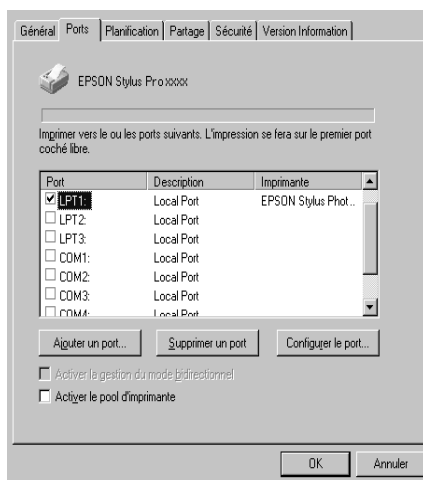 Général Ports Planification Partage Sécurité Version Information
EPSON Stylus Pro xxxx
Imprimer vers le ou les ports suivants. L'impression se fera sur le premier port
coché libre.
Port Description Imprimante
LPT1: Local Port EPSON Stylus Phot..
LPT2: Local Port
LPT3: Local Port
COM1: Local Port
COM2: Local Port
COM3: Local Port
COM4: Local Port
Ajouter un port... Supprimer un port Configurer le port...
Activer la gestion du mode bidirectionnel
Activer le pool d'imprimante
OK Annuler